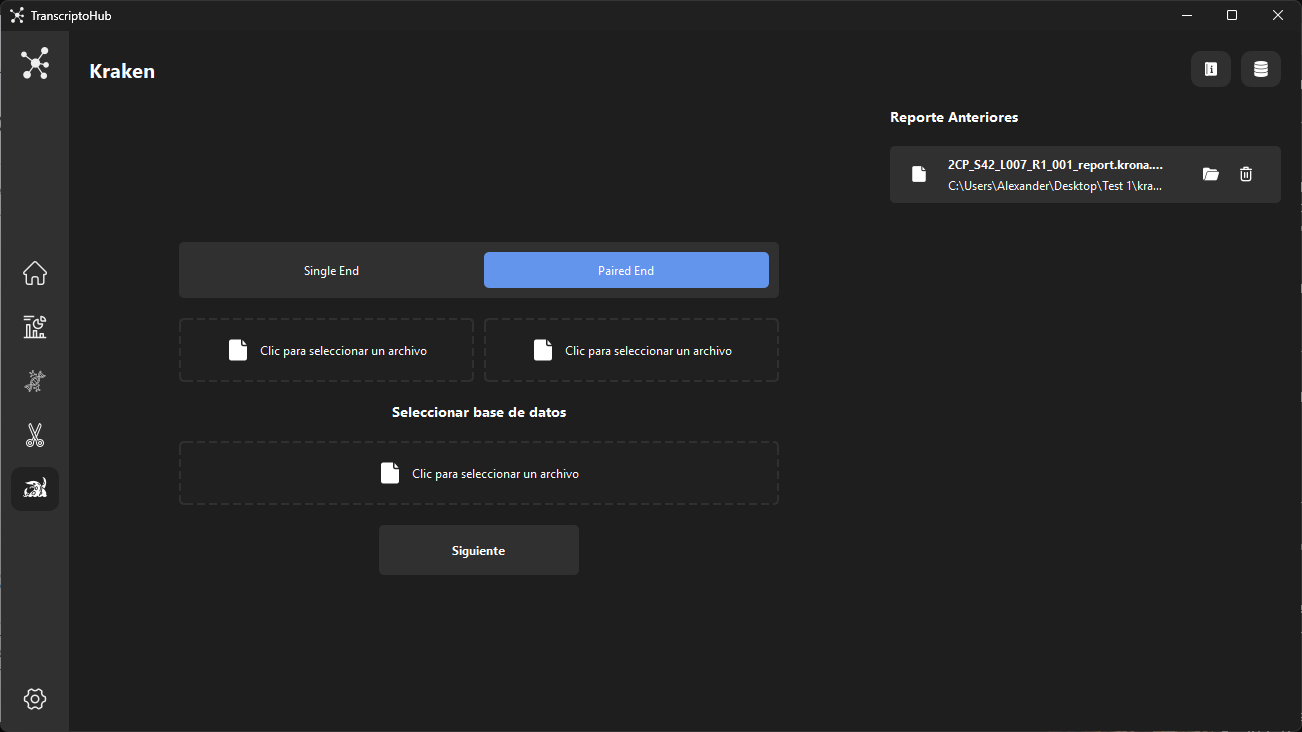 TranscriptoHub
Kraken
Reporte Anteriores
2CP_S42_L007_R1_001_report.krona....
C:\Users\Alexander\Desktop\Test 1\kra...
Single End
Paired End
Clic para seleccionar un archivo
Clic para seleccionar un archivo
Seleccionar base de datos
Clic para seleccionar un archivo
Siguiente